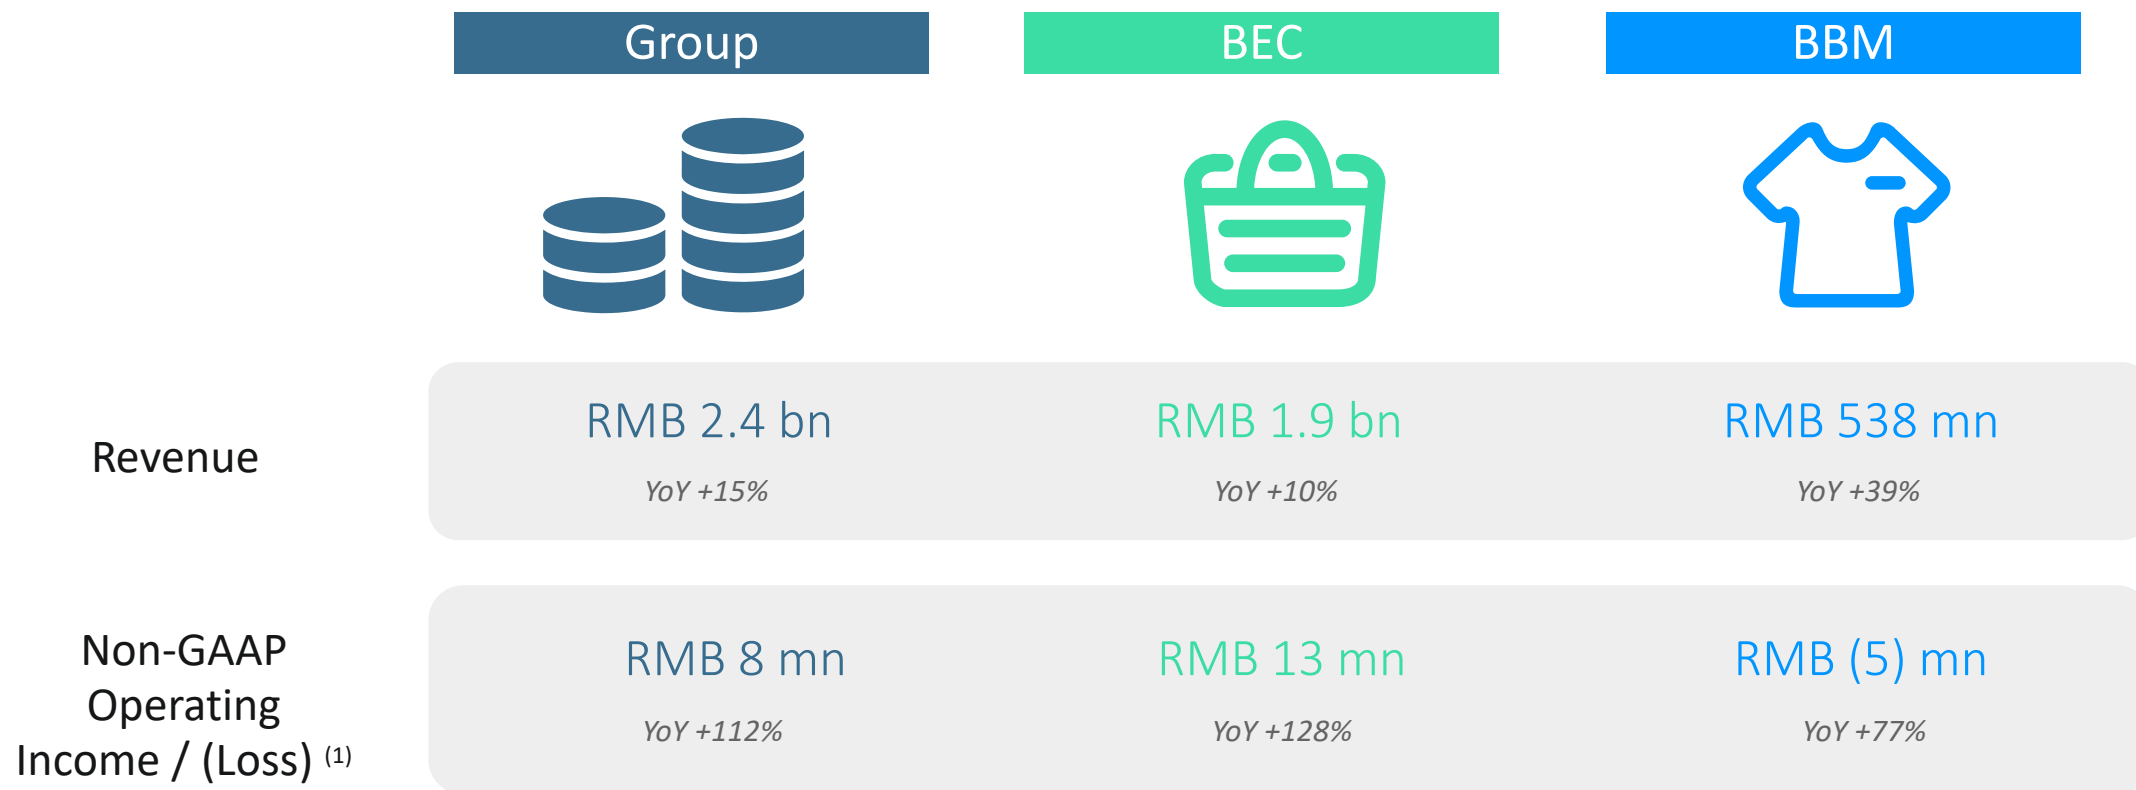 Group
BEC
BBM
Revenue
RMB 2.4 bn
RMB 1.9 bn
RMB 538 mn
YoY +15%
YoY +10%
YoY +39%
Non-GAAP
Operating
Income / (Loss) (1)
RMB 8 mn
RMB 13 mn
RMB (5) mn
YoY +112%
YoY +128%
YoY +77%